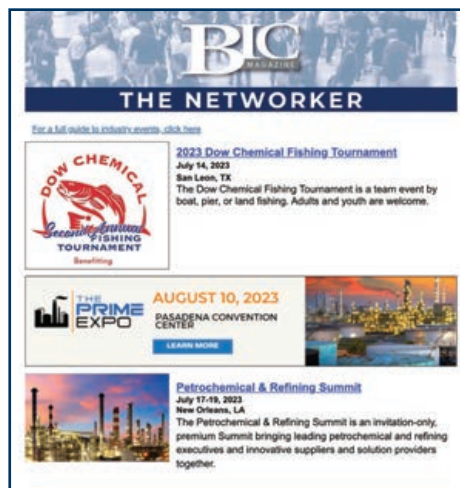 BIC
MAGAZINE
THE NETWORKER
For a full guide to industry events, click here
DOW CHEMICAL
Second Annual
FISHING
TOURNAMENT
Benefitting
2023 Dow Chemical Fishing Tournament
July 14, 2023
San Leon, TX
The Dow Chemical Fishing Tournament is a team event by
boat, pier, or land fishing. Adults and youth are welcome.
THE
PRIME
EXPO
AUGUST 10, 2023
PASADENA CONVENTION
CENTER
LEARN MORE
Petrochemical & Refining Summit
July 17-19, 2023
New Orleans, LA
The Petrochemical & Refining Summit is an invitation-only,
premium Summit bringing leading petrochemical and refining
executives and innovative suppliers and solution providers
together.